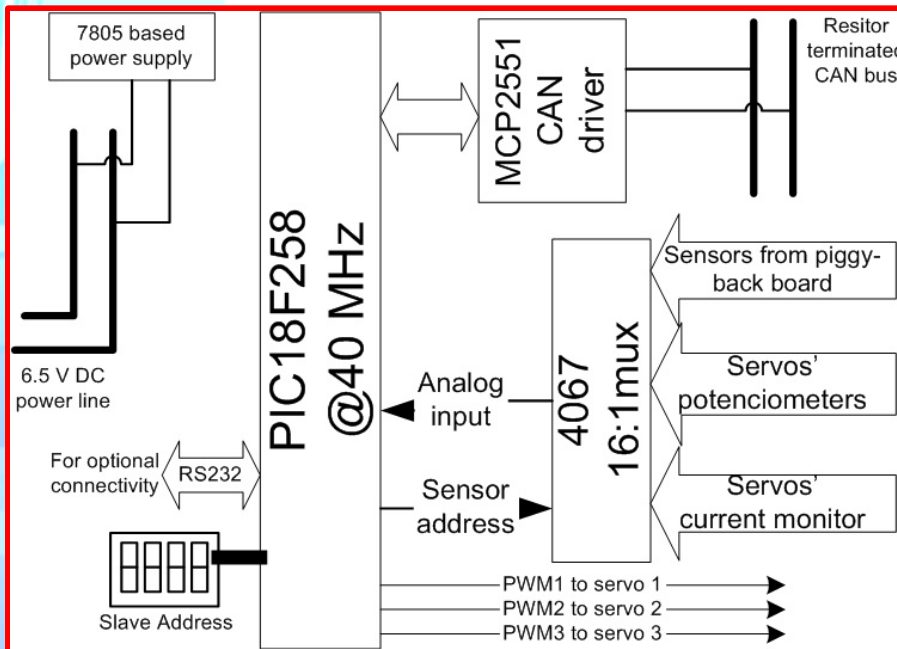 7805 based
power supply
6.5 V DC
power line
PIC18F258
@40 MHz
MCP2551
CAN
driver
Resitor
terminated
CAN bus
Sensors from piggy-
back board
4067
16:1mux
Servos'
potenciometers
Servos'
current monitor
Analog
input
Sensor
address
For optional
connectivity
RS232
Slave Address
PWM1 to servo 1
PWM2 to servo 2
PWM3 to servo 3